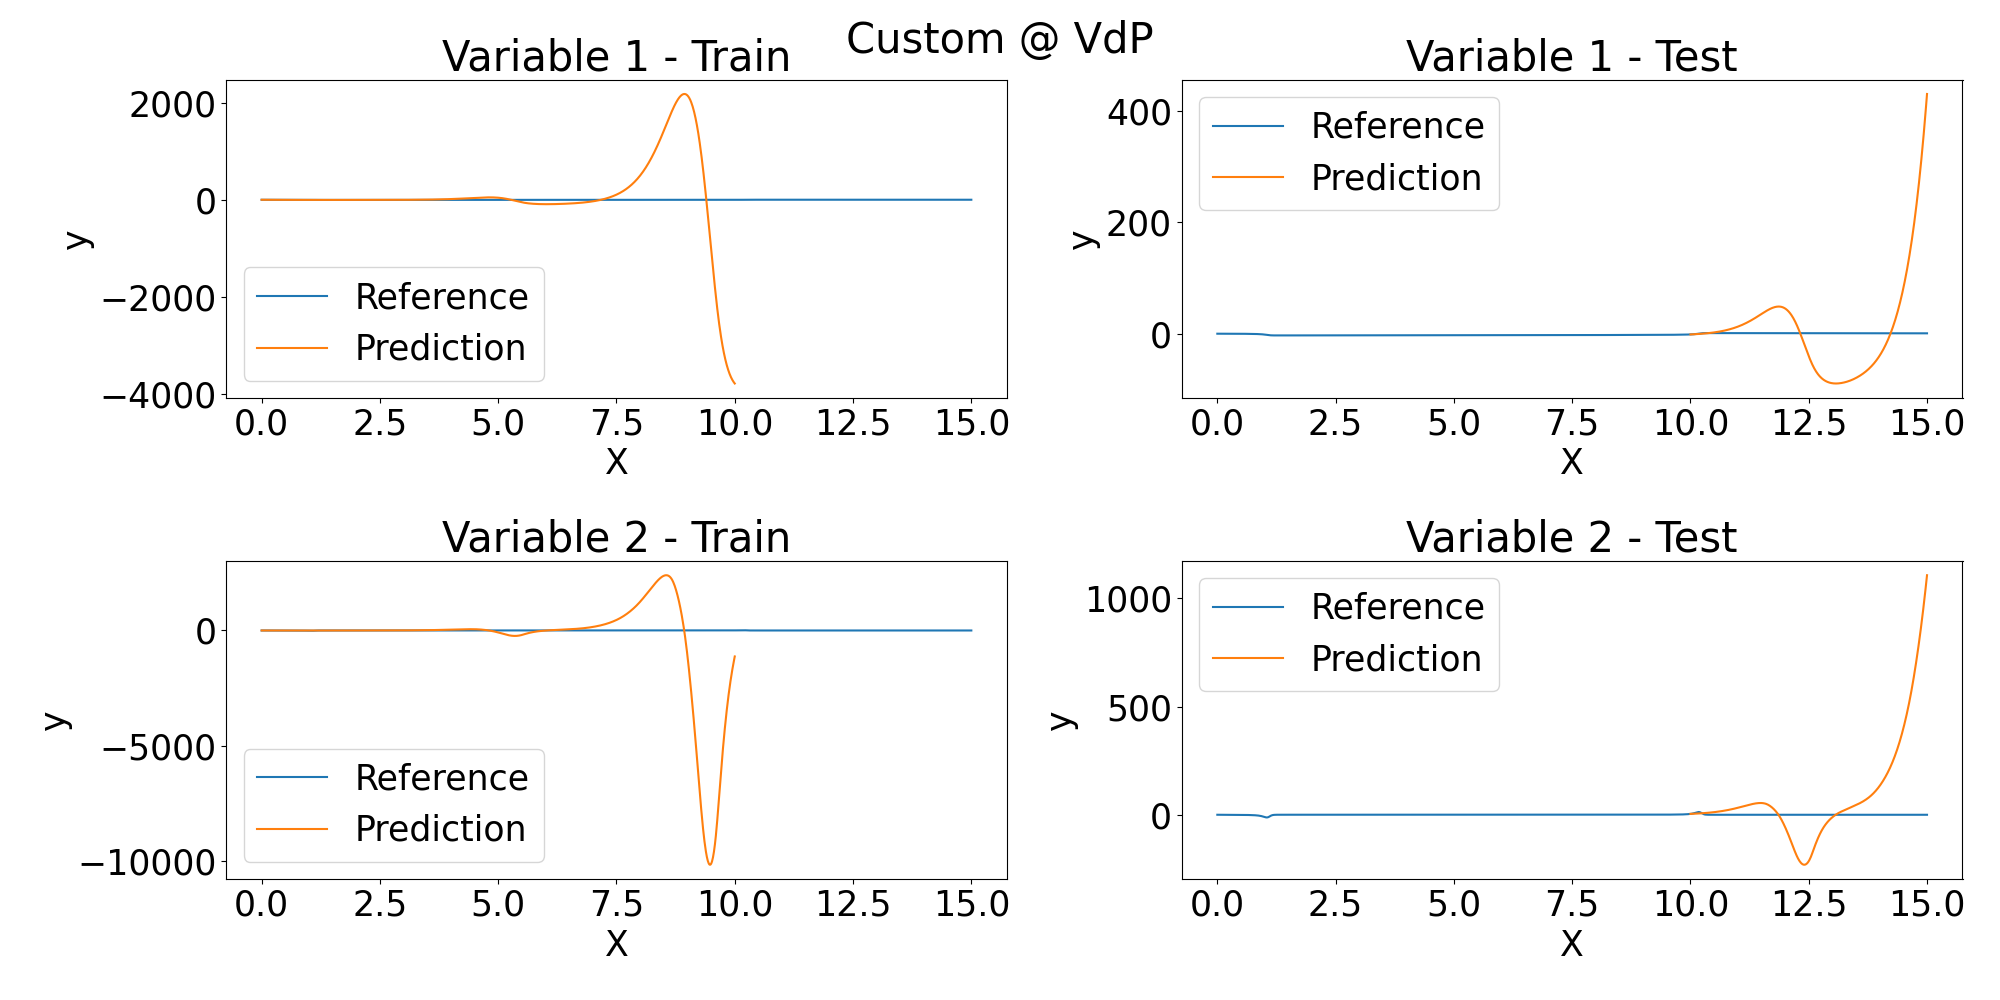 Custom @ VdP
Variable 1 - Train
2000
0
−2000
−4000
y
Reference
Prediction
0.0 2.5 5.0 7.5 10.0 12.5 15.0
X
Variable 1 - Test
400
200
0
y
Reference
Prediction
0.0 2.5 5.0 7.5 10.0 12.5 15.0
X
Variable 2 - Train
0
−5000
−10000
y
Reference
Prediction
0.0 2.5 5.0 7.5 10.0 12.5 15.0
X
Variable 2 - Test
1000
500
0
y
Reference
Prediction
0.0 2.5 5.0 7.5 10.0 12.5 15.0
X